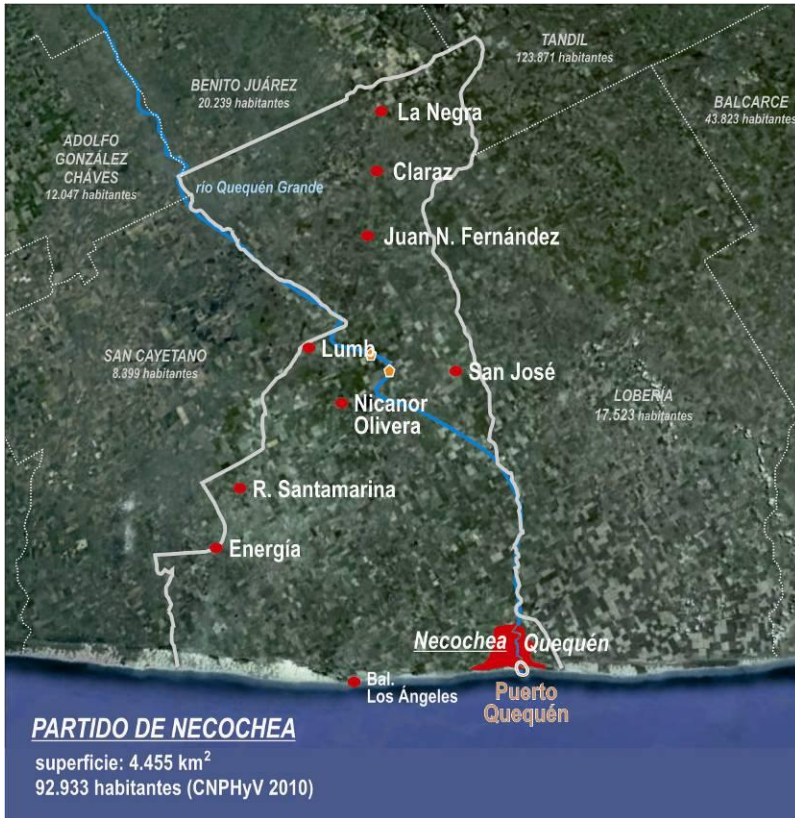 TANDIL
123.871 habitantes
BENITO JUÁREZ
20.239 habitantes
BALCARCE
43.823 habitantes
La Negra
ADOLFO
GONZÁLEZ
CHÁVES
12.047 habitantes
Claraz
río Quequén Grande
Juan N. Fernández
Lumb
SAN CAYETANO
8.399 habitantes
San José
LOBERÍA
17.523 habitantes
Nicanor
Olivera
R. Santamarina
Energía
Necochea Quequén
Bal.
Los Ángeles
Puerto
Quequén
PARTIDO DE NECOCHEA
superficie: 4.455 km²
92.933 habitantes (CNPHyV 2010)